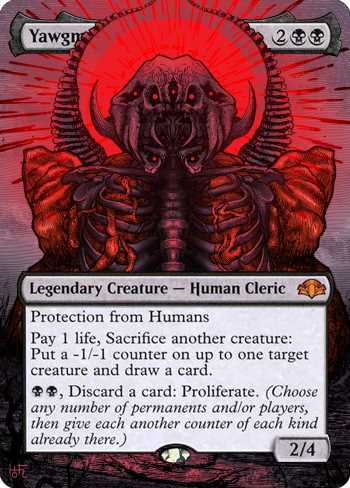 Yawgm 2
Legendary Creature — Human Cleric
Protection from Humans
Pay 1 life, Sacrifice another creature:
Put a -1/-1 counter on up to one target
creature and draw a card.
, Discard a card: Proliferate. (Choose
any number of permanents and/or players,
then give each another counter of each kind
already there.)
2/4